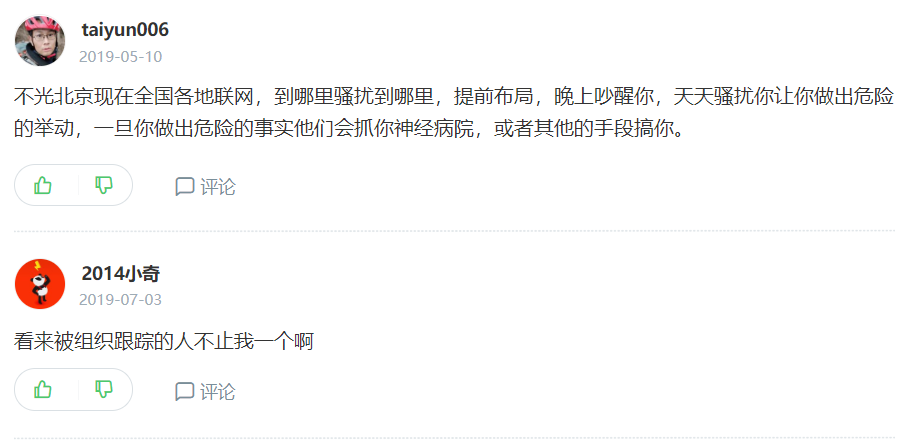 taiyun006
2019-05-10
不光北京现在全国各地联网，到哪里骚扰到哪里，提前布局，晚上吵醒你，天天骚扰你让你做出危险
的举动，一旦你做出危险的事实他们会抓你神经病院，或者其他的手段搞你。
评论
2014小奇
2019-07-03
看来被组织跟踪的人不止我一个啊
评论